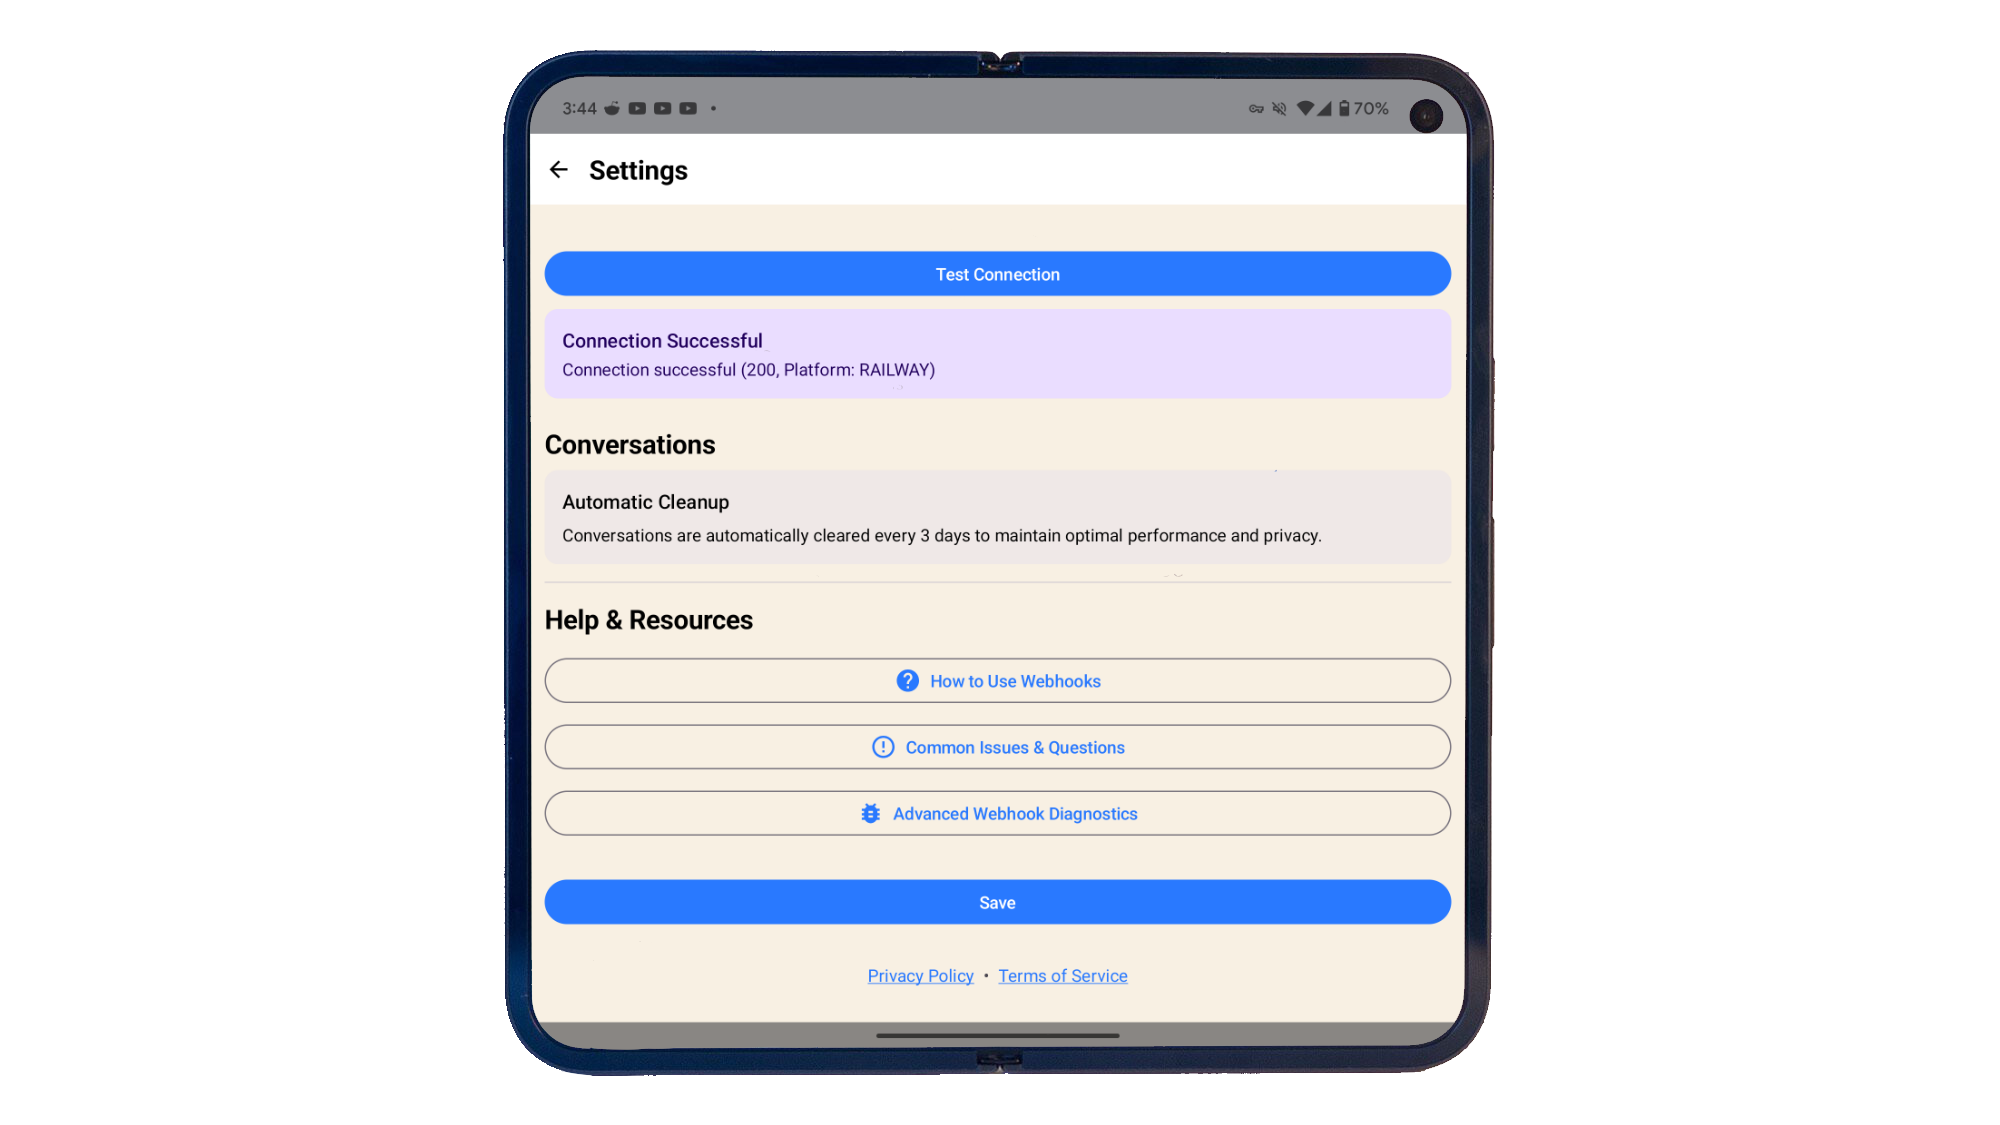 3:44
70%
Settings
Test Connection
Connection Successful
Connection successful (200, Platform: RAILWAY)
Conversations
Automatic Cleanup
Conversations are automatically cleared every 3 days to maintain optimal performance and privacy.
Help & Resources
How to Use Webhooks
Common Issues & Questions
Advanced Webhook Diagnostics
Save
Privacy Policy • Terms of Service